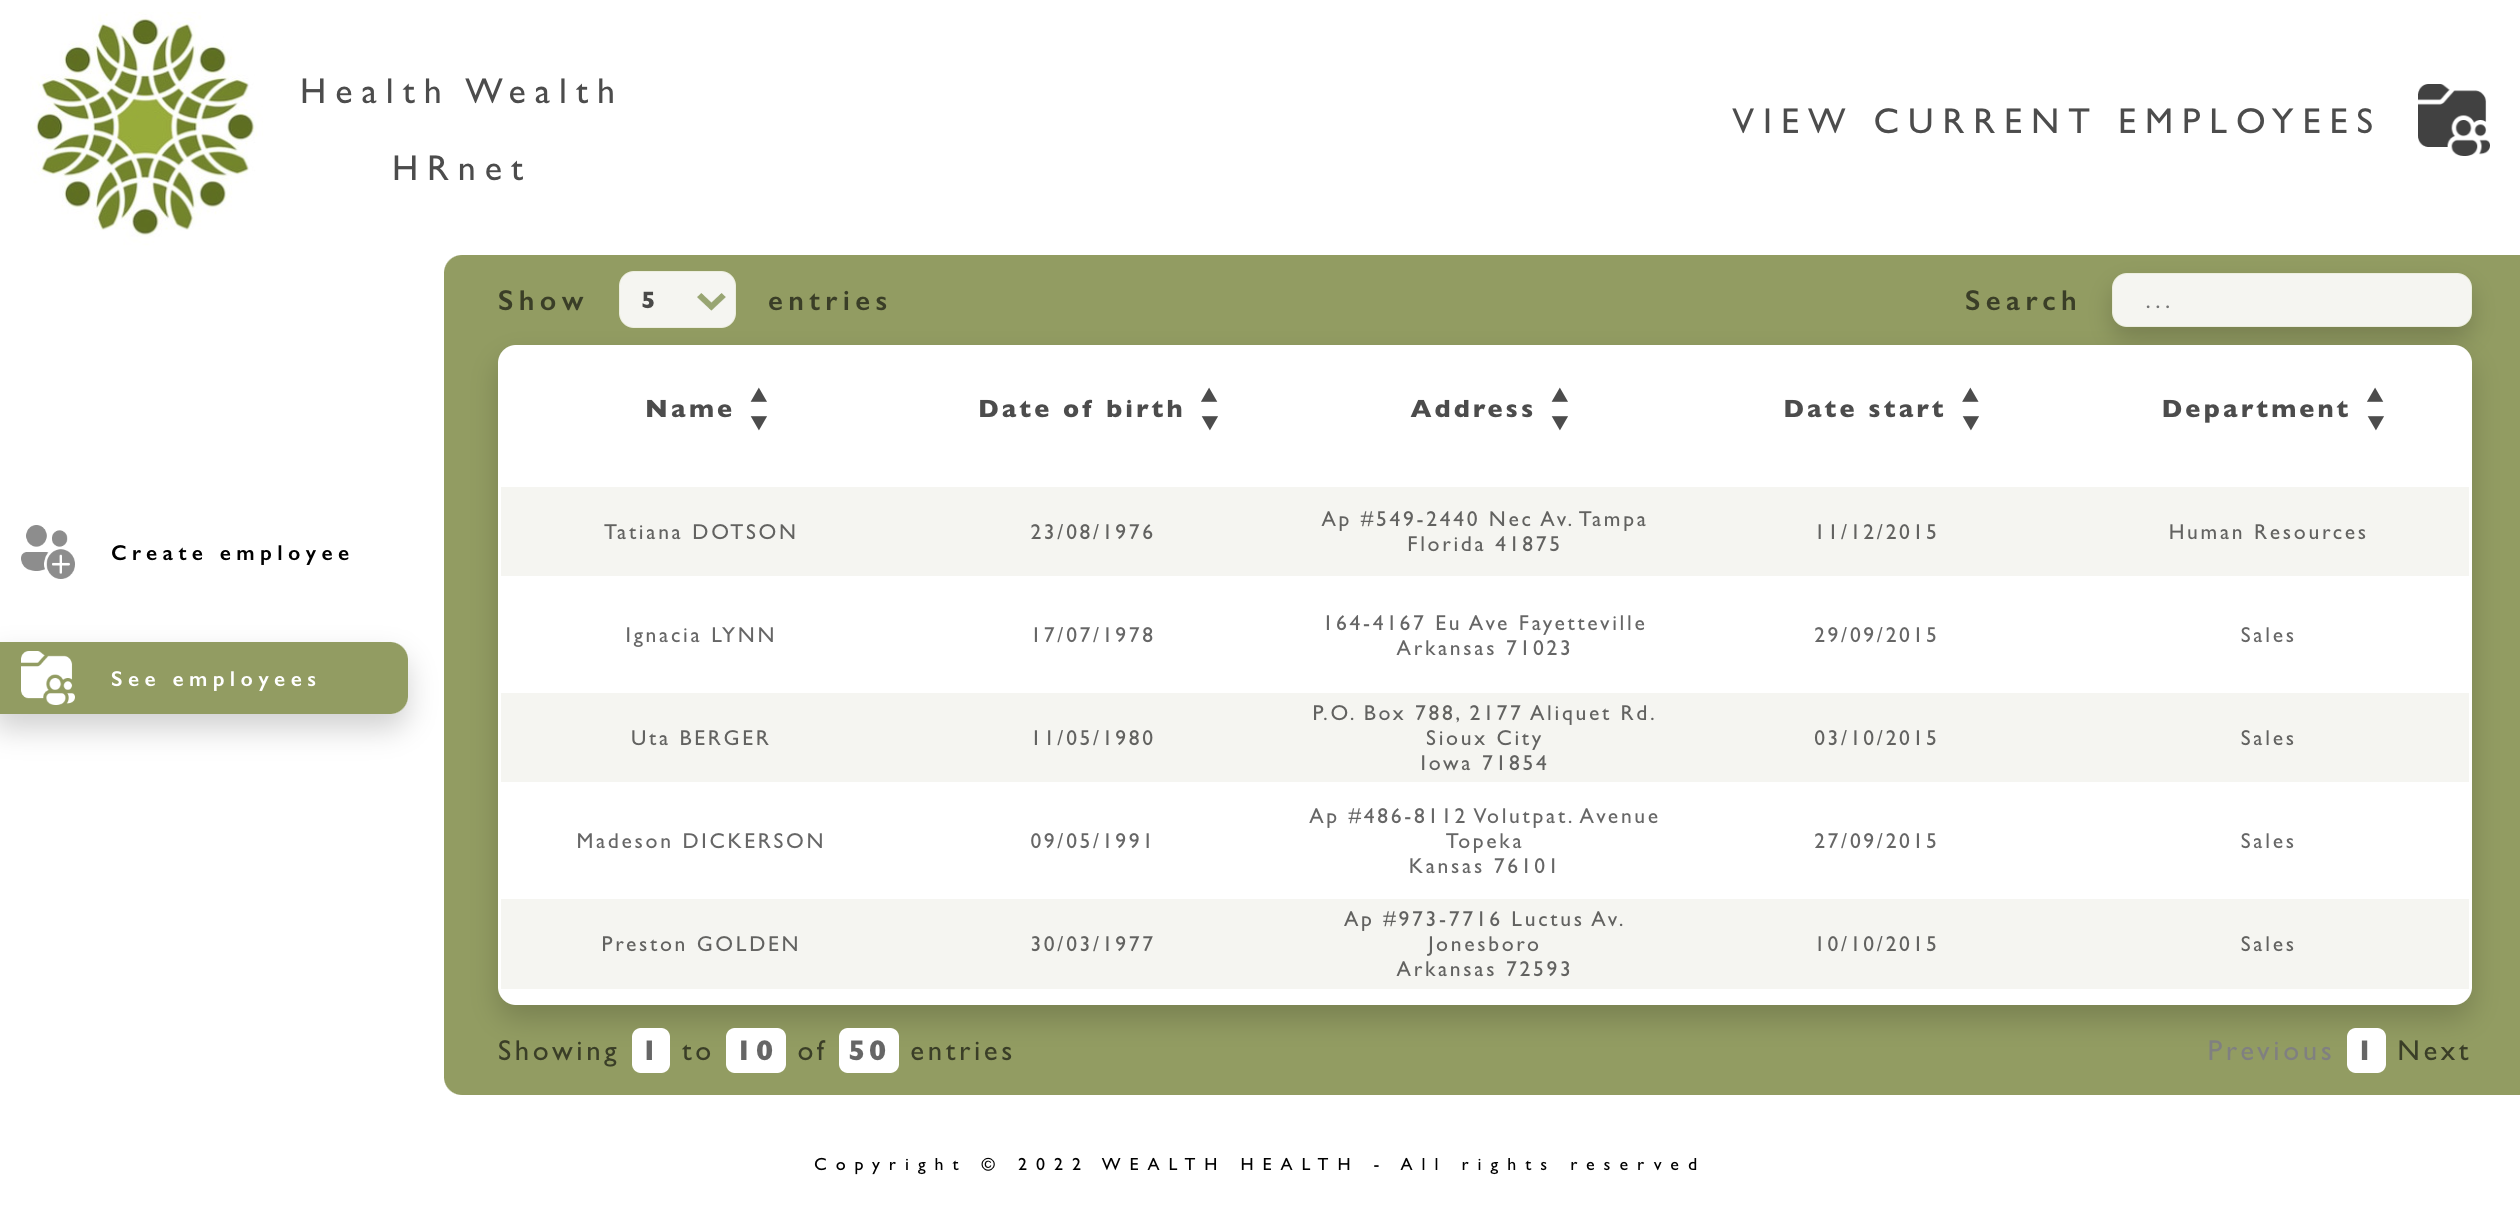 Health Wealth
HRnet
VIEW CURRENT EMPLOYEES
Show 5 entries
Search ...
Name Date of birth Address Date start Department
Tatiana DOTSON 23/08/1976 Ap #549-2440 Nec Av. Tampa
Florida 41875 11/12/2015 Human Resources
Ignacia LYNN 17/07/1978 164-4167 Eu Ave Fayetteville
Arkansas 71023 29/09/2015 Sales
Uta BERGER 11/05/1980 P.O. Box 788, 2177 Aliquet Rd.
Sioux City
Iowa 71854 03/10/2015 Sales
Madeson DICKERSON 09/05/1991 Ap #486-8112 Volutpat. Avenue
Topeka
Kansas 76101 27/09/2015 Sales
Preston GOLDEN 30/03/1977 Ap #973-7716 Luctus Av.
Jonesboro
Arkansas 72593 10/10/2015 Sales
Create employee
See employees
Showing 1 to 10 of 50 entries
Previous 1 Next
Copyright © 2022 WEALTH HEALTH - All rights reserved